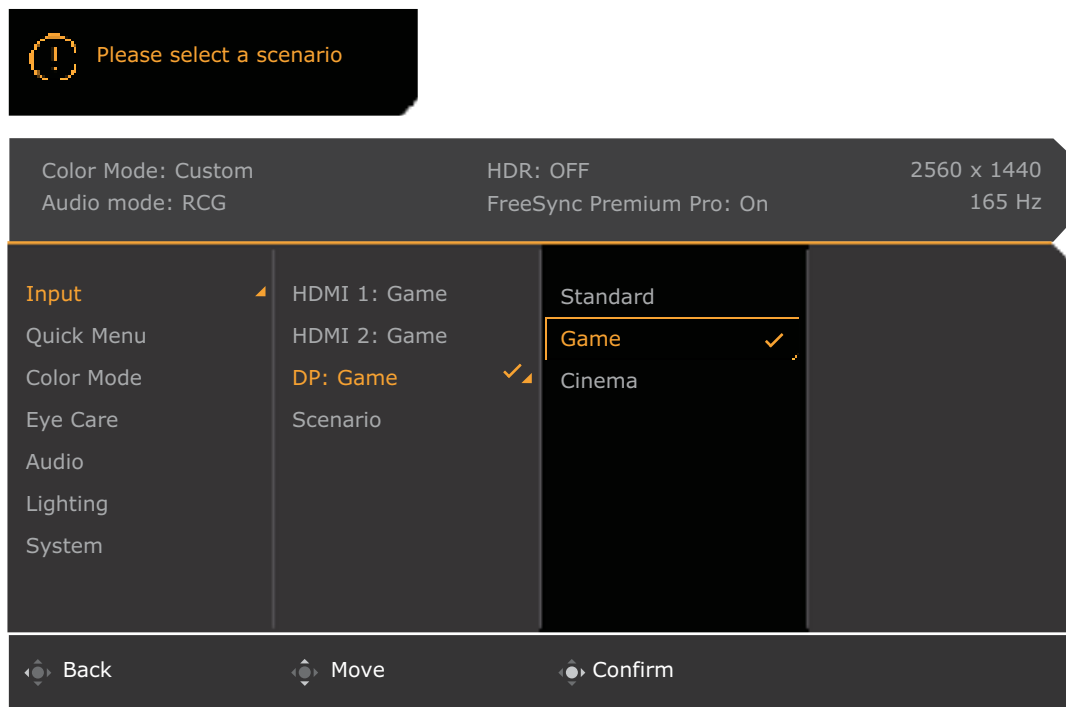 Please select a scenario
Color Mode: Custom
HDR: OFF
2560 x 1440
Audio mode: RCG
FreeSync Premium Pro: On
165 Hz
Input
Quick Menu
Color Mode
Eye Care
Audio
Lighting
System
HDMI 1: Game
HDMI 2: Game
DP: Game
Scenario
Standard
Game
Cinema
Back
Move
Confirm